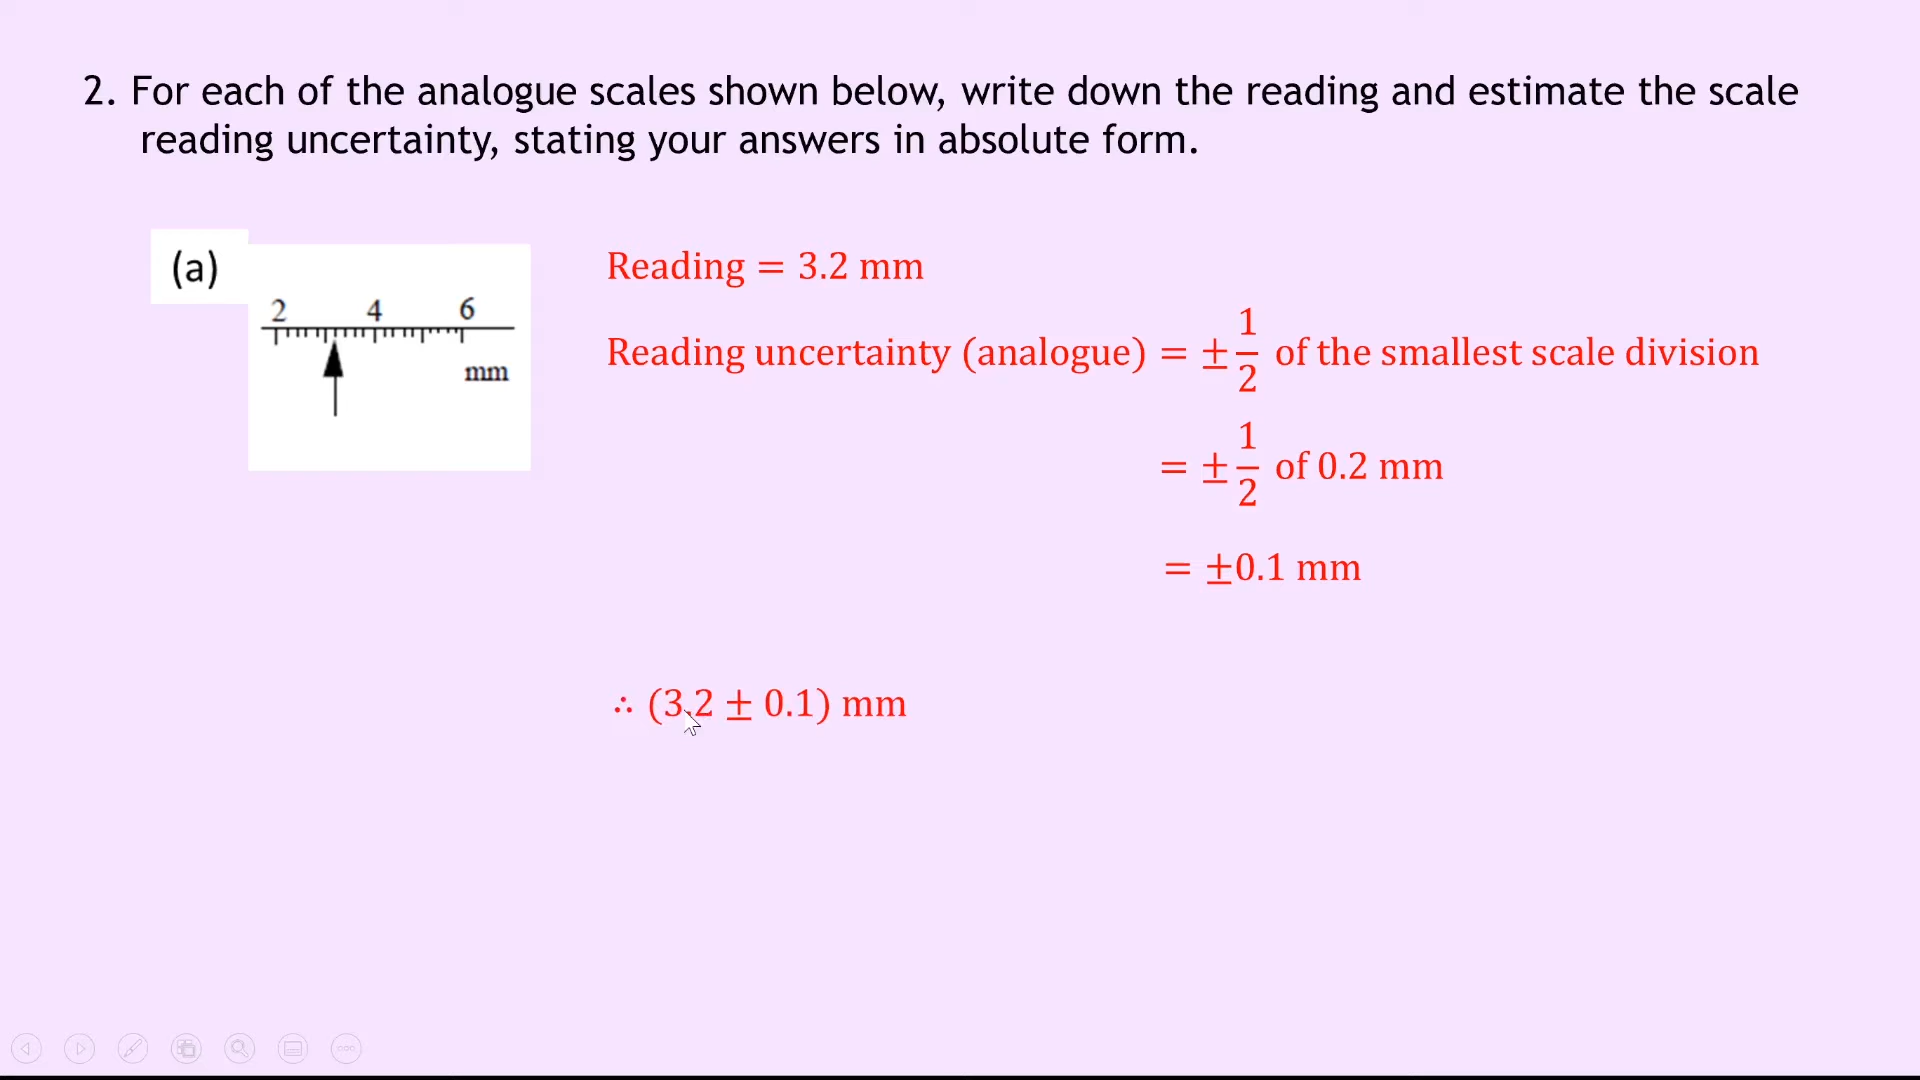 2. For each of the analogue scales shown below, write down the reading and estimate the scale
reading uncertainty, stating your answers in absolute form.
(a)
2 4 6
mm
Reading = 3.2 mm
Reading uncertainty (analogue) = ± 1/2 of the smallest scale division
= ± 1/2 of 0.2 mm
= ±0.1 mm
∴ (3.2 ± 0.1) mm